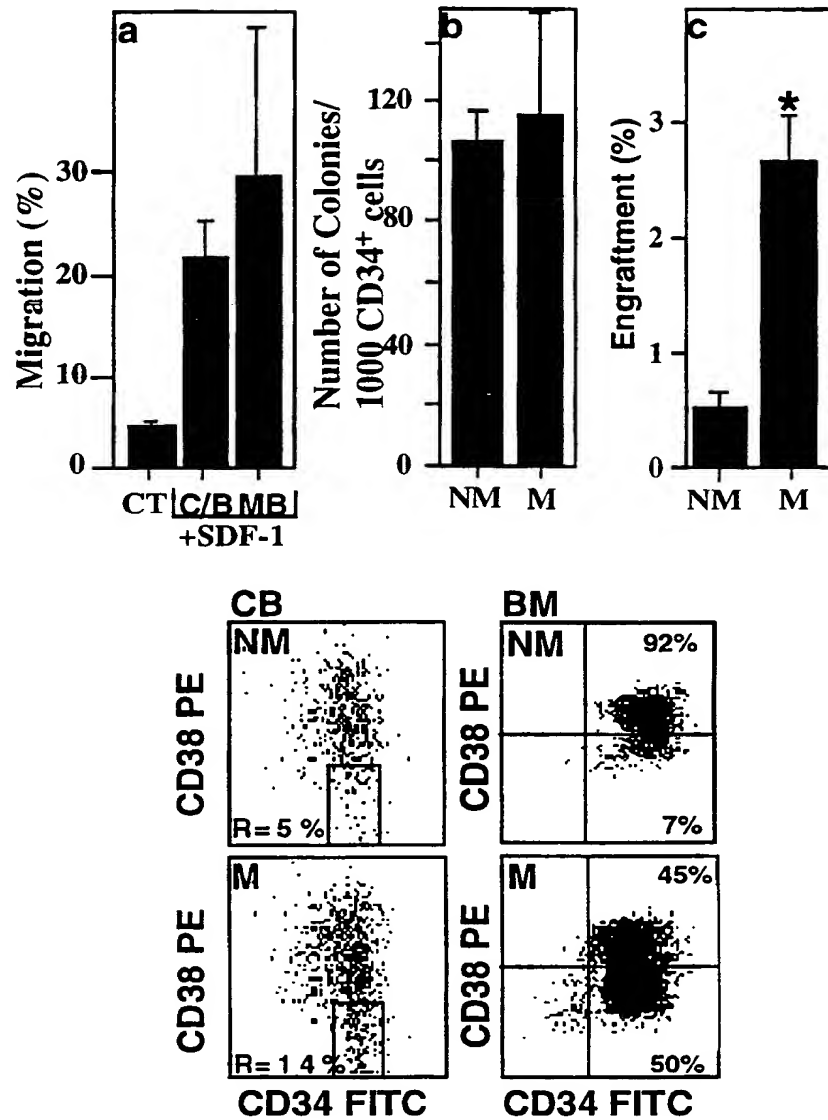 a
Migration (%)
30
20
10
0
CT C/B MB
+SDF-1
b
Number of Colonies/
1000 CD34+ cells
120
80
40
0
NM M
c
Engraftment (%)
3
2
1
0
*
NM M
CB
NM
CD38 PE
R= 5 %
BM
NM
CD38 PE
92%
7%
M
CD38 PE
R= 14 %
CD34 FITC
M
CD38 PE
45%
50%
CD34 FITC